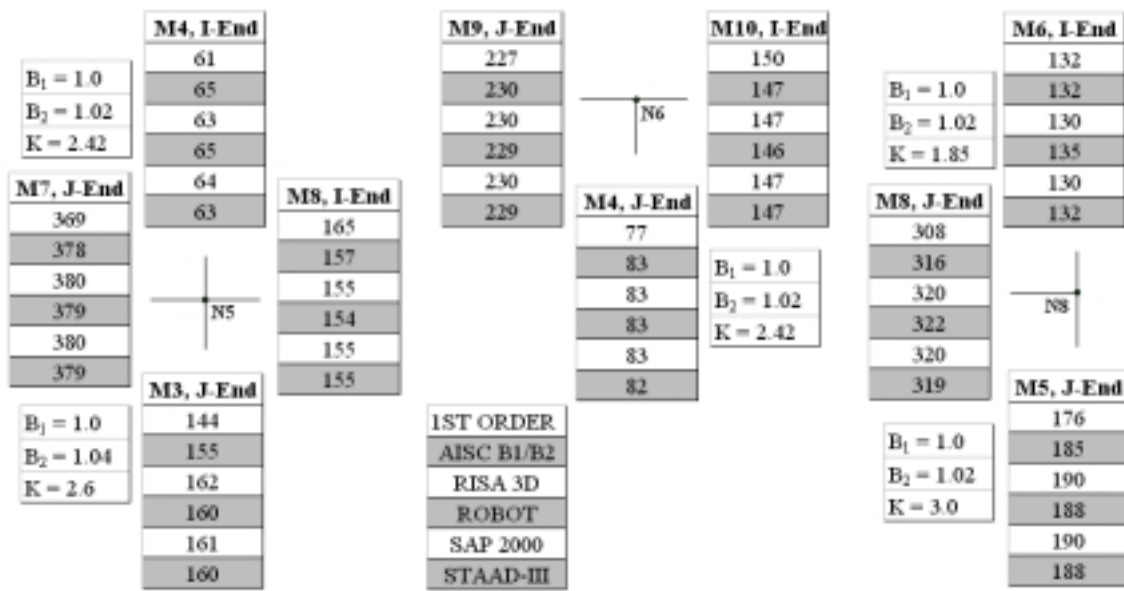 M4, I-End
61
65
63
65
64
63
B₁ = 1.0
B₂ = 1.02
K = 2.42
M7, J-End
369
378
380
379
380
379
M8, I-End
165
157
155
154
155
155
N5
M3, J-End
144
155
162
160
161
160
B₁ = 1.0
B₂ = 1.04
K = 2.6
M9, J-End
227
230
230
229
230
229
N6
M10, I-End
150
147
147
146
147
147
M4, J-End
77
83
83
83
83
82
B₁ = 1.0
B₂ = 1.02
K = 2.42
1ST ORDER
AISC B1/B2
RISA 3D
ROBOT
SAP 2000
STAAD-III
M6, I-End
132
132
130
135
130
132
B₁ = 1.0
B₂ = 1.02
K = 1.85
M8, J-End
308
316
320
322
320
319
N8
M5, J-End
176
185
190
188
190
188
B₁ = 1.0
B₂ = 1.02
K = 3.0